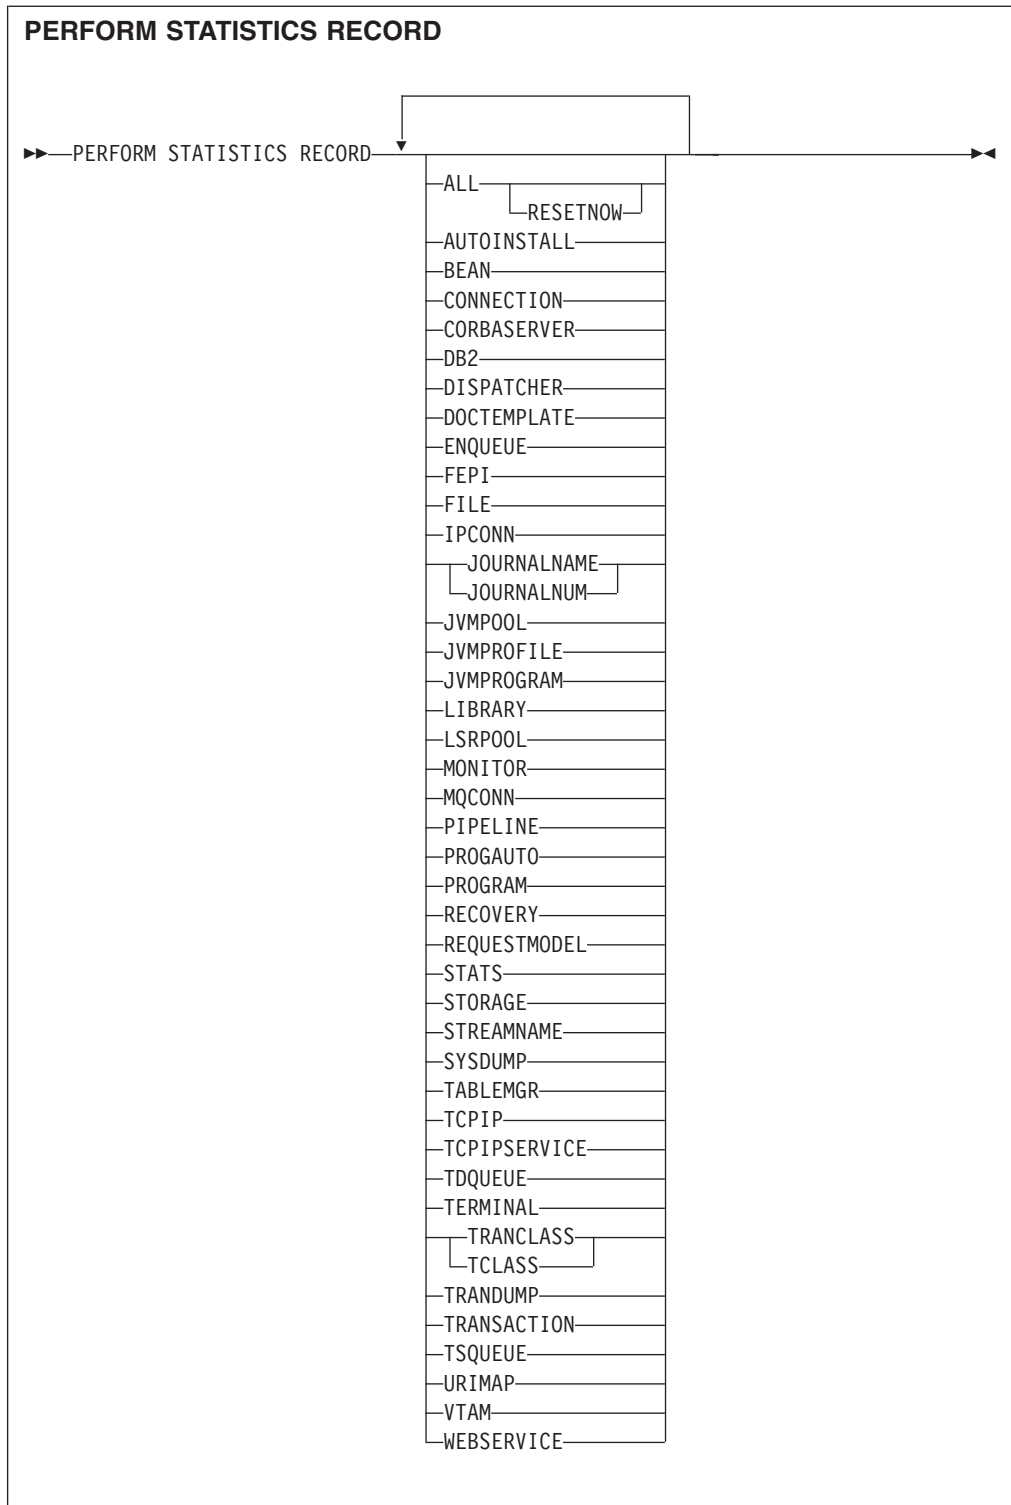 PERFORM STATISTICS RECORD
PERFORM STATISTICS RECORD
ALL
RESETNOW
AUTOINSTALL
BEAN
CONNECTION
CORBASERVER
DB2
DISPATCHER
DOCTEMPLATE
ENQUEUE
FEPI
FILE
IPCONN
JOURNALNAME
JOURNALNUM
JVMPOOL
JVMPROFILE
JVMPROGRAM
LIBRARY
LSRPOOL
MONITOR
MQCONN
PIPELINE
PROGAUTO
PROGRAM
RECOVERY
REQUESTMODEL
STATS
STORAGE
STREAMNAME
SYSDUMP
TABLEMGR
TCPIP
TCPIPSERVICE
TDQUEUE
TERMINAL
TRANCLASS
TCLASS
TRANDUMP
TRANSACTION
TSQUEUE
URIMAP
VTAM
WEBSERVICE